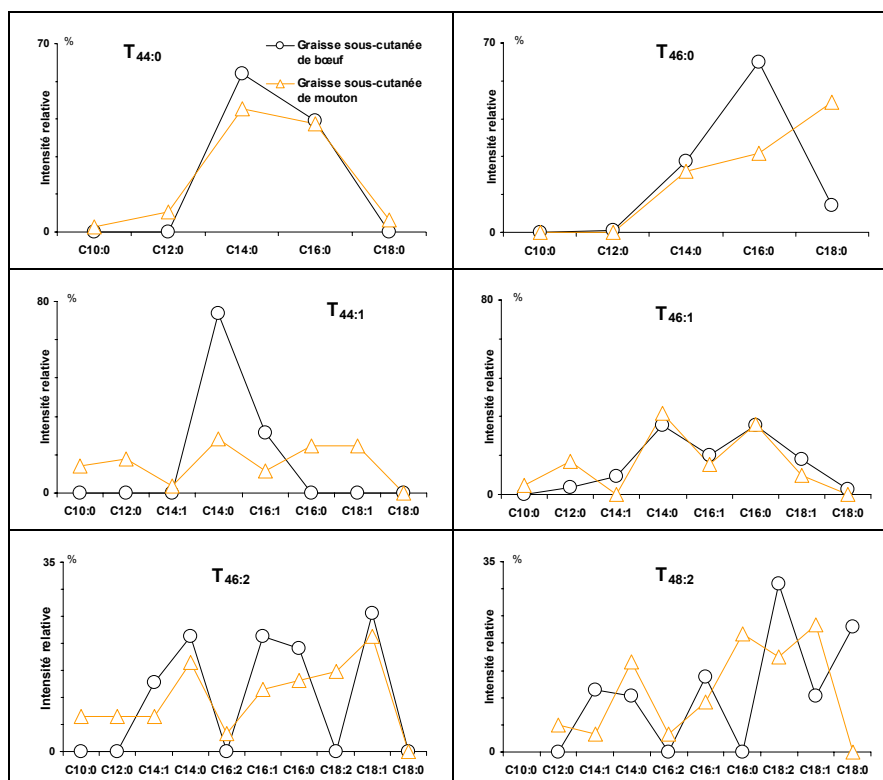 70
%
T44:0
Graisse sous-cutanée
de bœuf
Graisse sous-cutanée
de mouton
Intensité relative
0
C10:0 C12:0 C14:0 C16:0 C18:0
70
%
T46:0
Intensité relative
0
C10:0 C12:0 C14:0 C16:0 C18:0
80
%
T44:1
Intensité relative
0
C10:0 C12:0 C14:1 C14:0 C16:1 C16:0 C18:1 C18:0
80
%
T46:1
Intensité relative
0
C10:0 C12:0 C14:1 C14:0 C16:1 C16:0 C18:1 C18:0
35
%
T46:2
Intensité relative
0
C10:0 C12:0 C14:1 C14:0 C16:2 C16:1 C16:0 C18:2 C18:1 C18:0
35
%
T48:2
Intensité relative
0
C10:0 C12:0 C14:1 C14:0 C16:2 C16:1 C16:0 C18:2 C18:1 C18:0